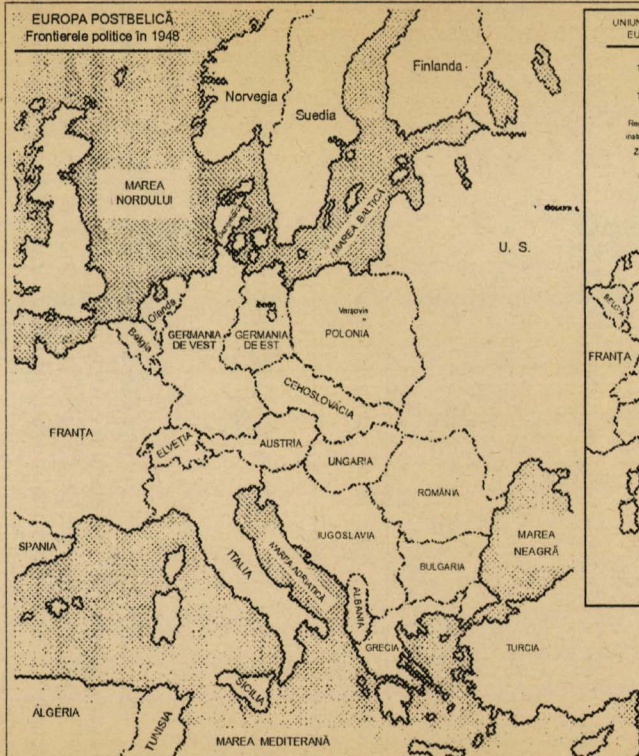 EUROPA POSTBELICĂ
Frontierele politice în 1948
Norvegia
Suedia
Finlanda
MAREA
NORDULUI
MAREA BALTICĂ
U. S.
Olanda
Belgia
GERMANIA
DE VEST
GERMANIA
DE EST
Varșovia
POLONIA
CEHOSLOVACIA
FRANȚA
ELVEȚIA
AUSTRIA
UNGARIA
ROMÂNIA
SPANIA
ITALIA
MAREA ADRIATICĂ
IUGOSLAVIA
BULGARIA
MAREA
NEAGRĂ
ALBANIA
GRECIA
TURCIA
SICILIA
ALGERIA
TUNISIA
MAREA MEDITERANĂ
UNIUN
EU
FRANȚA